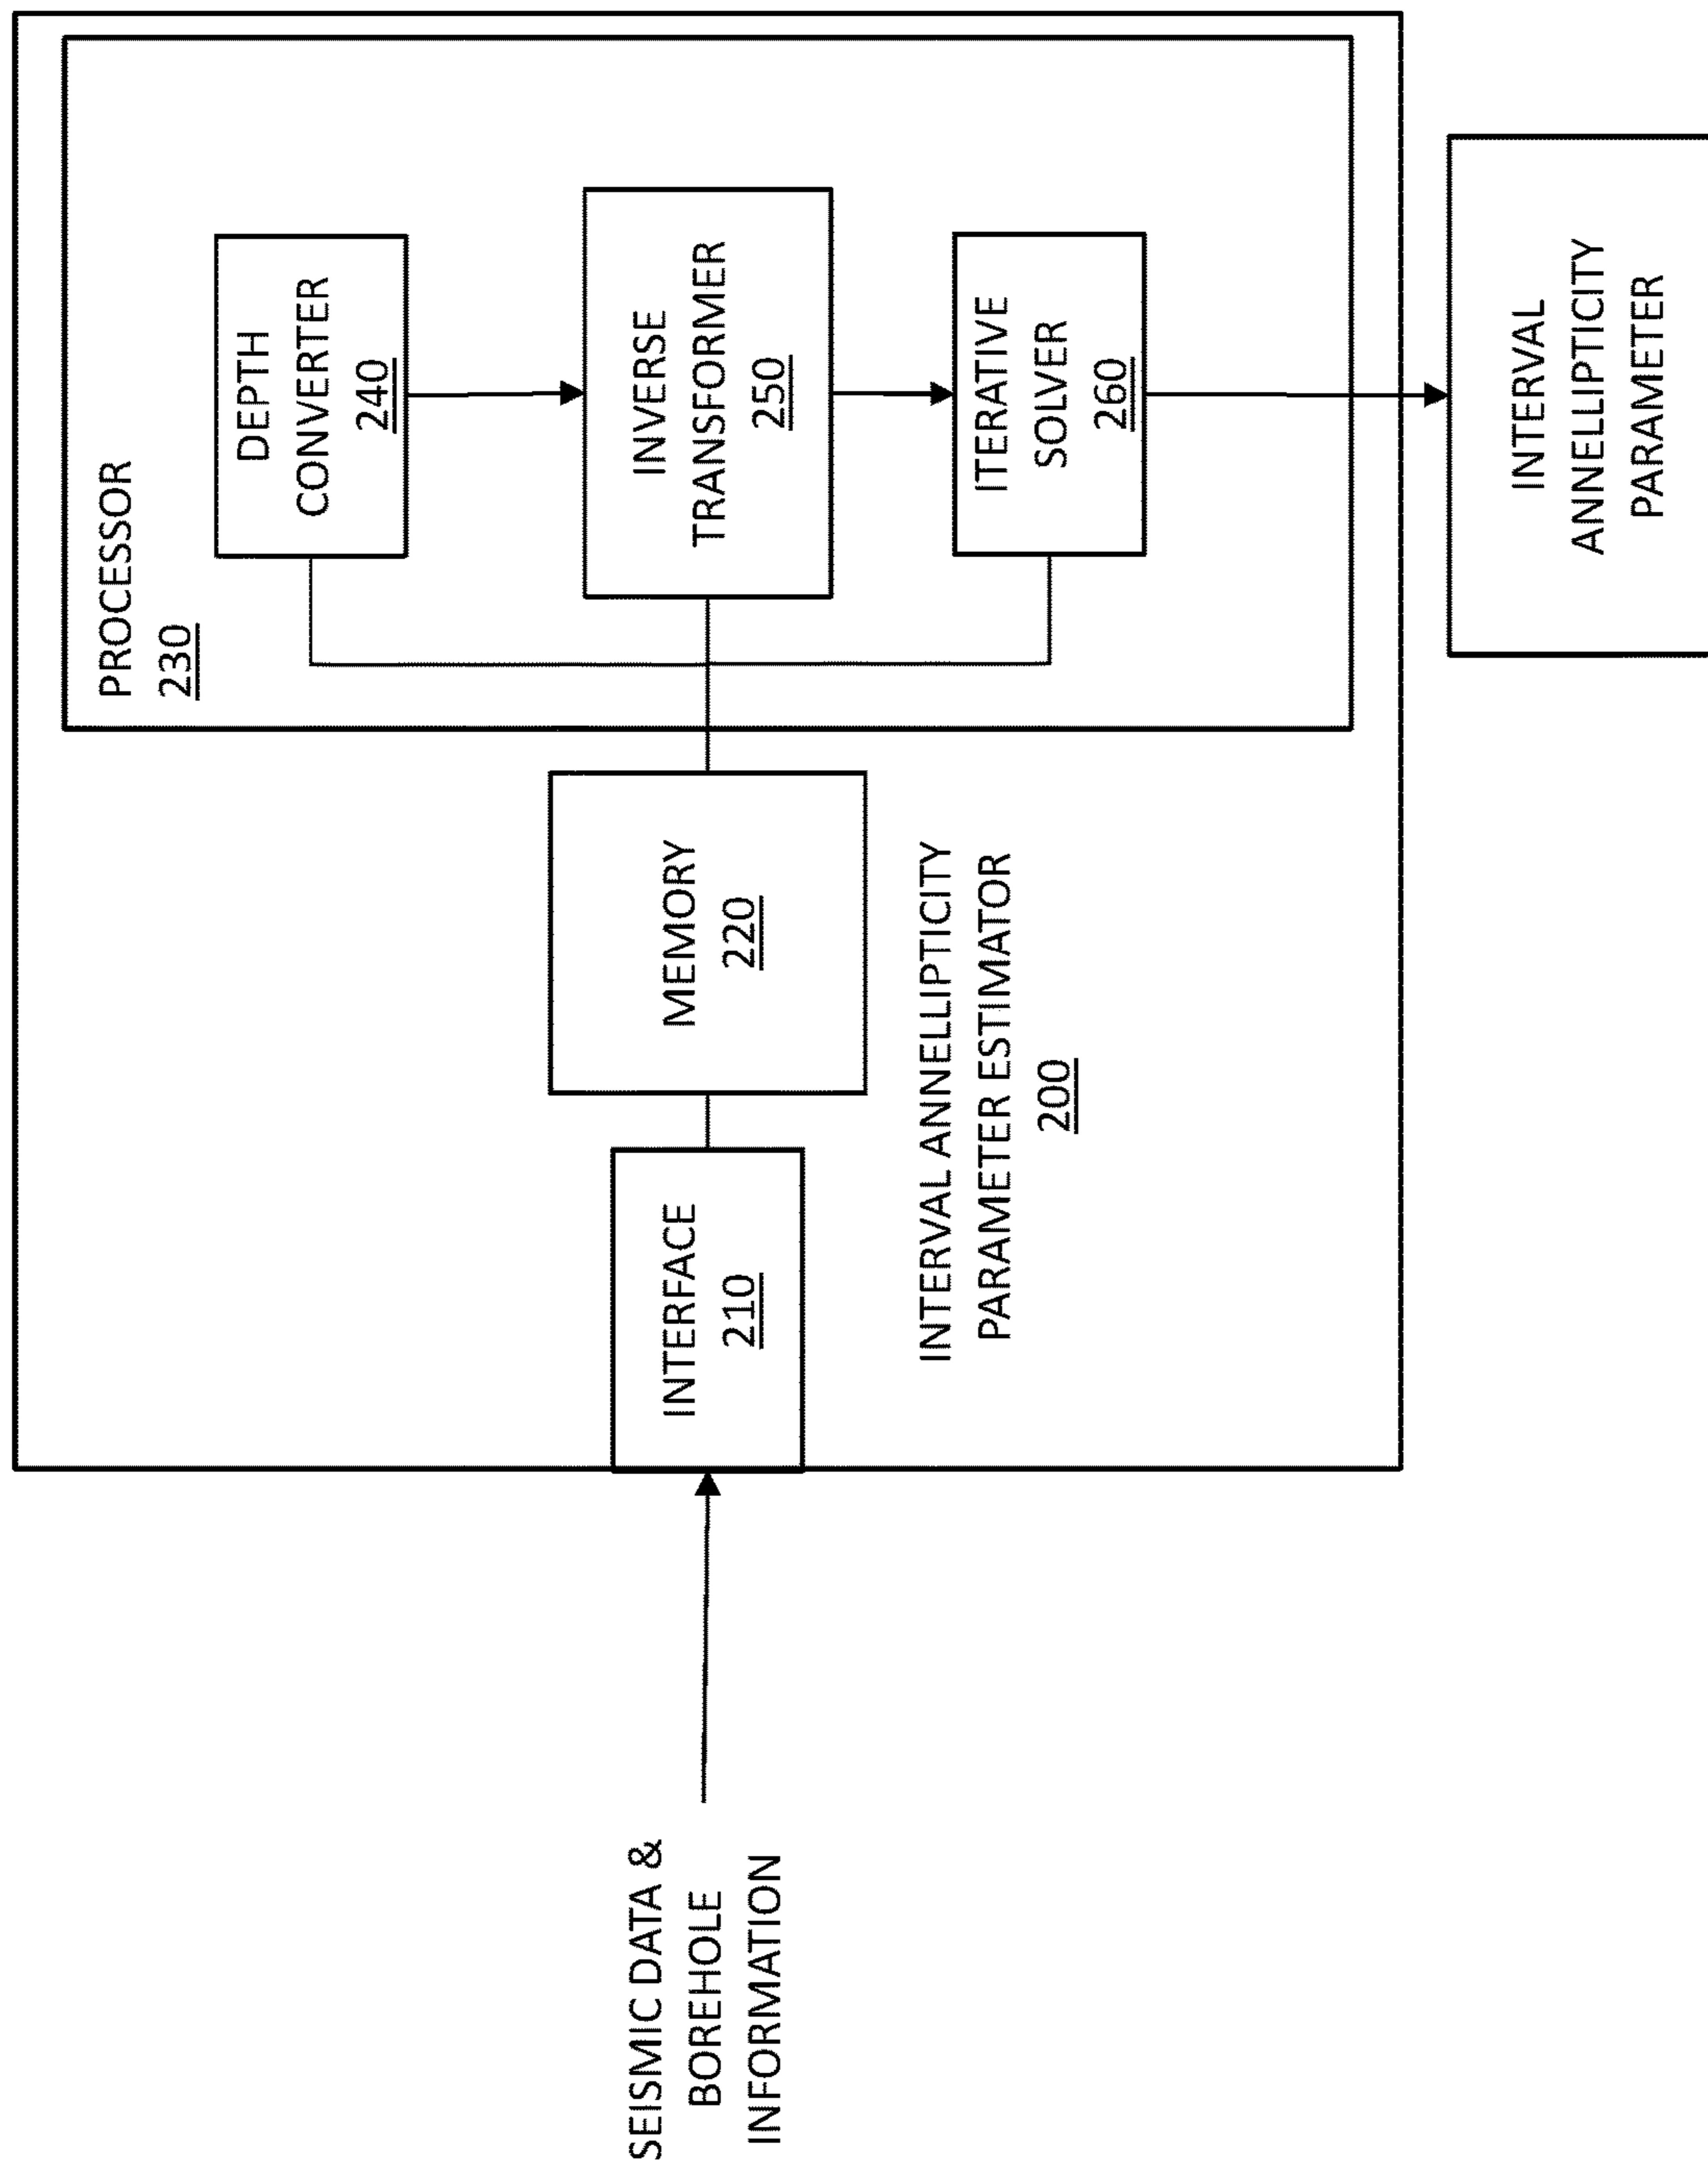 SEISMIC DATA &
BOREHOLE
INFORMATION
INTERFACE
210
MEMORY
220
INTERVAL ANNELLIPTICITY
PARAMETER ESTIMATOR
200
PROCESSOR
230
DEPTH
CONVERTER
240
INVERSE
TRANSFORMER
250
ITERATIVE
SOLVER
260
INTERVAL
ANNELLIPTICITY
PARAMETER